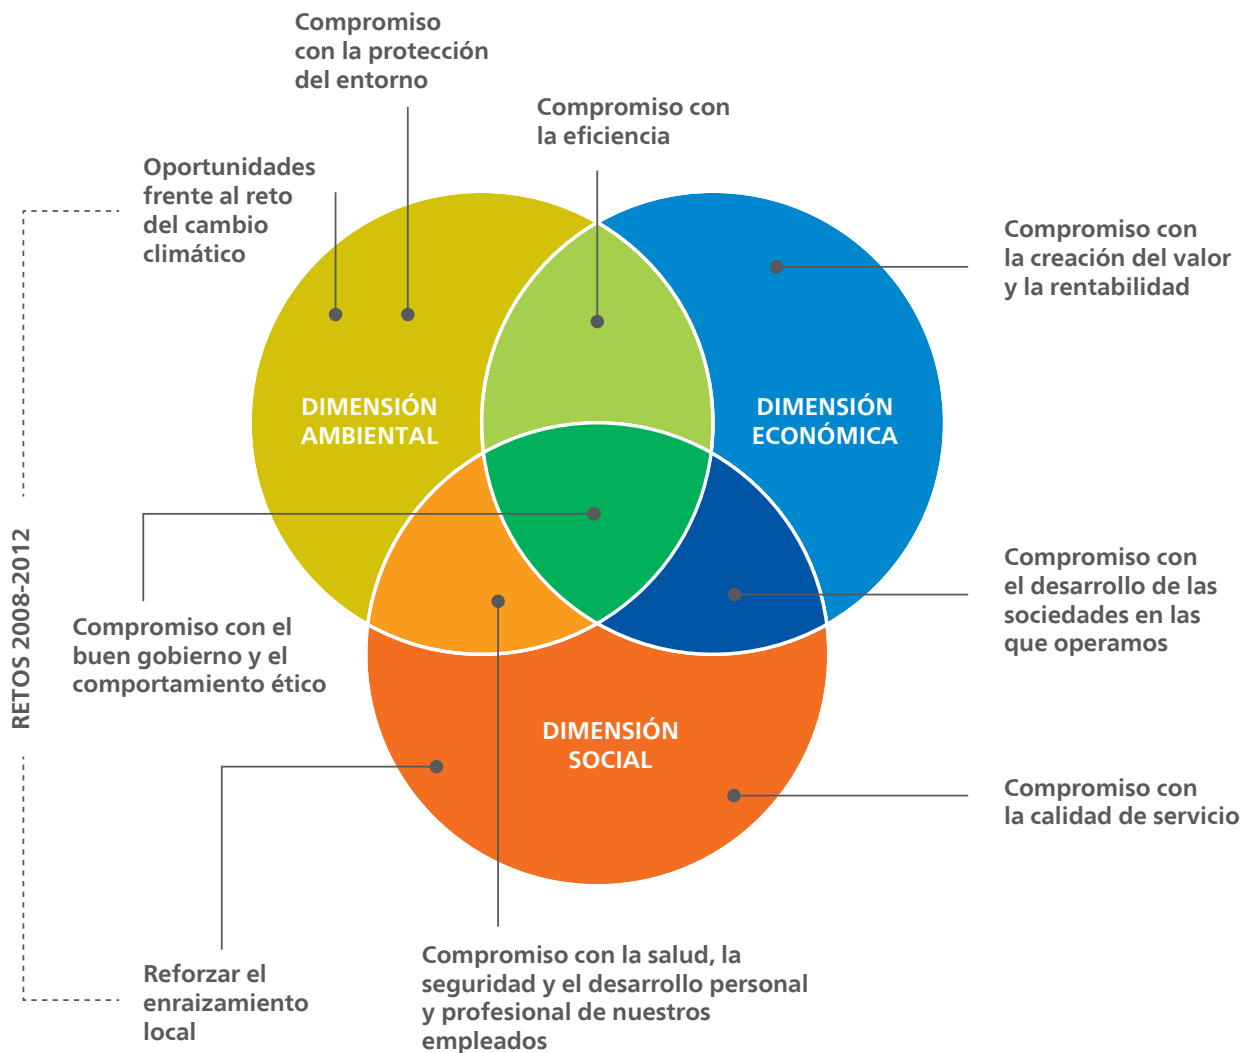 Compromiso
con la protección
del entorno
Compromiso con
la eficiencia
Oportunidades
frente al reto
del cambio
climático
Compromiso con
la creación del valor
y la rentabilidad
DIMENSIÓN
AMBIENTAL
DIMENSIÓN
ECONÓMICA
RETOS 2008-2012
Compromiso con el
buen gobierno y el
comportamiento ético
Compromiso con
el desarrollo de las
sociedades en las
que operamos
DIMENSIÓN
SOCIAL
Compromiso con
la calidad de servicio
Reforzar el
enraizamiento
local
Compromiso con la salud, la
seguridad y el desarrollo personal
y profesional de nuestros
empleados